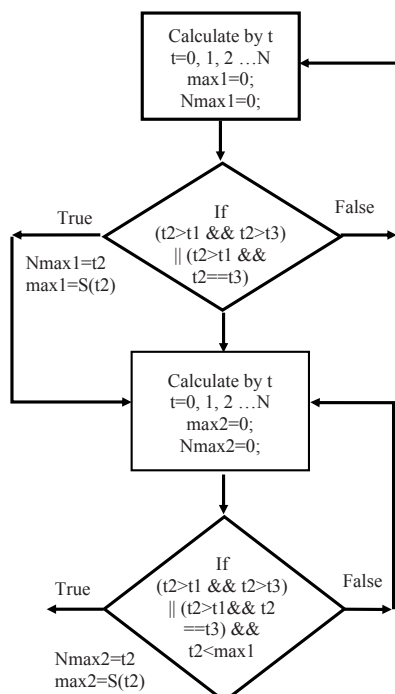 Calculate by t
t=0, 1, 2 ...N
max1=0;
Nmax1=0;
True
If
(t2>t1 && t2>t3)
|| (t2>t1 &&
t2==t3)
False
Nmax1=t2
max1=S(t2)
Calculate by t
t=0, 1, 2 ...N
max2=0;
Nmax2=0;
True
If
(t2>t1 && t2>t3)
|| (t2>t1&& t2
==t3) &&
t2<max1
False
Nmax2=t2
max2=S(t2)